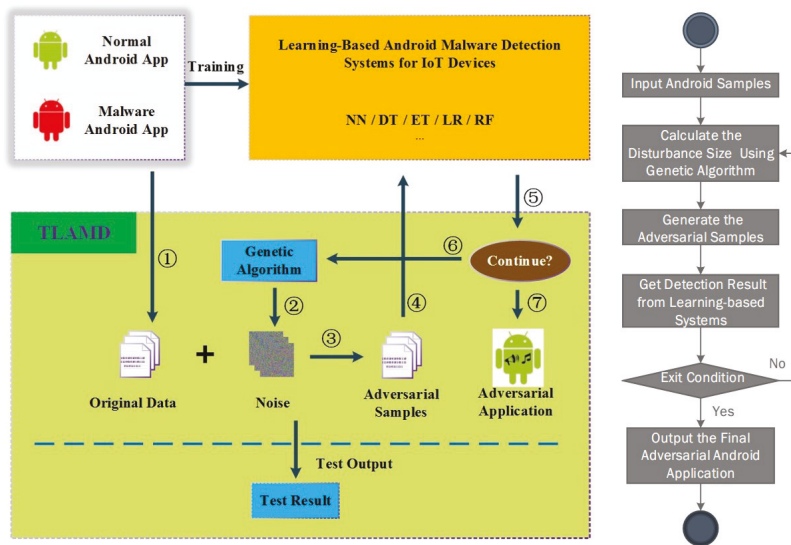 Normal
Android App
Malware
Android App
Training
Learning-Based Android Malware Detection
Systems for IoT Devices
NN / DT / ET / LR / RF
...
TLAMD
①
Genetic
Algorithm
②
③
④
⑤
⑥
⑦
Continue?
+
Original Data
Noise
Adversarial
Samples
Adversarial
Application
Test Output
Test Result
Input Android Samples
Calculate the
Disturbance Size Using
Genetic Algorithm
Generate the
Adversarial Samples
Get Detection Result
from Learning-based
Systems
Exit Condition
No
Yes
Output the Final
Adversarial Android
Application